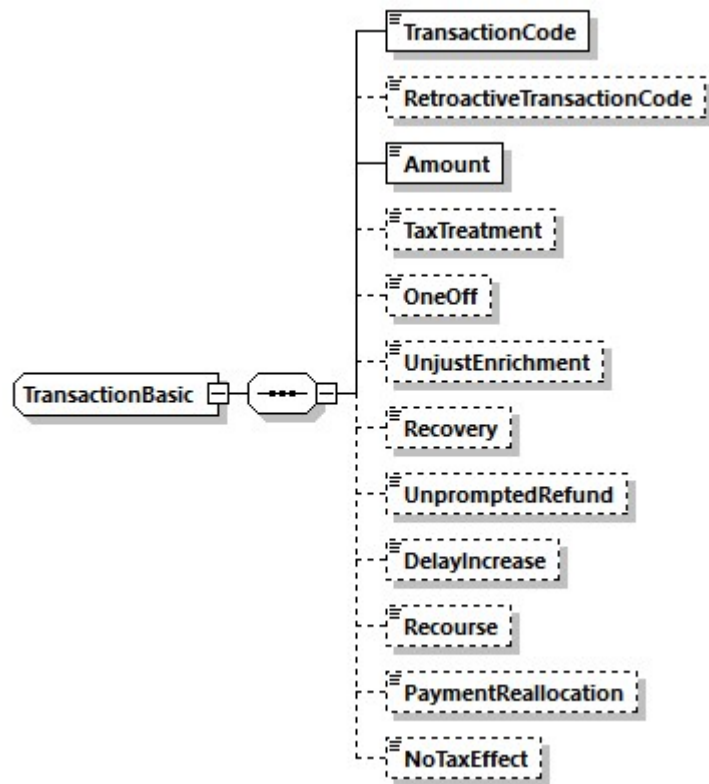 TransactionCode
RetroactiveTransactionCode
Amount
TaxTreatment
OneOff
UnjustEnrichment
TransactionBasic
Recovery
UnpromptedRefund
DelayIncrease
Recourse
PaymentReallocation
NoTaxEffect